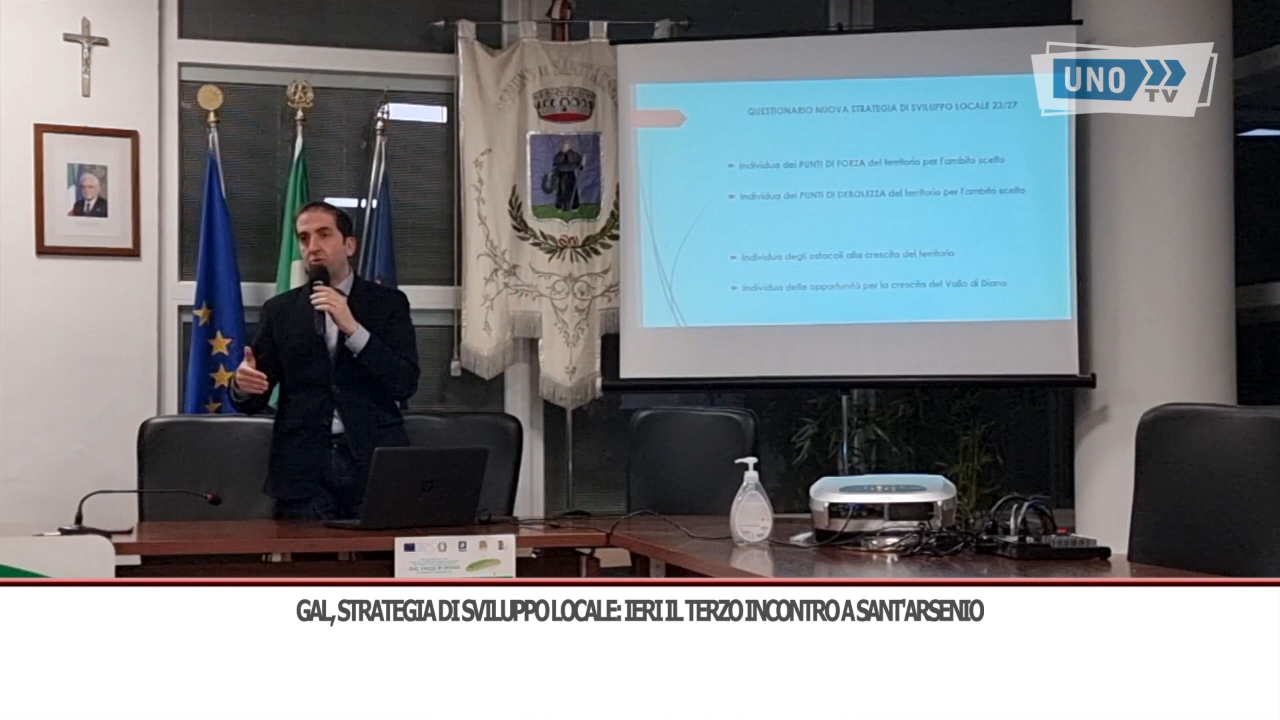 UNO
TV
QUESTIONARIO NUOVA STRATEGIA DI SVILUPPO LOCALE 23/27
Individua dei PUNTI DI FORZA del territorio per l'ambito scelto
Individua dei PUNTI DI DEBOLEZZA del territorio per l'ambito scelto
Individua degli ostacoli alla crescita del territorio
Individua delle opportunità per la crescita del Vallo di Diano
GAL, STRATEGIA DI SVILUPPO LOCALE: IERI IL TERZO INCONTRO A SANT'ARSENIO